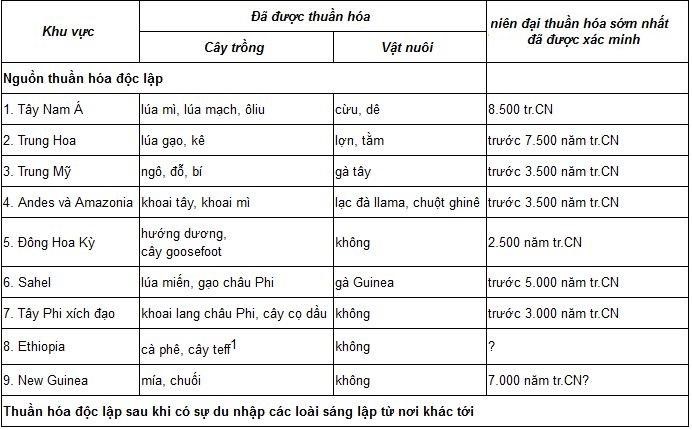 Khu vực
Đã được thuần hóa
niên đại thuần hóa sớm nhất
đã được xác minh
Cây trồng
Vật nuôi
Nguồn thuần hóa độc lập
1. Tây Nam Á lúa mì, lúa mạch, ôliu cừu, dê 8.500 tr.CN
2. Trung Hoa lúa gạo, kê lợn, tằm trước 7.500 năm tr.CN
3. Trung Mỹ ngô, đỗ, bí gà tây trước 3.500 năm tr.CN
4. Andes và Amazonia khoai tây, khoai mì lạc đà llama, chuột ghinê trước 3.500 năm tr.CN
5. Đông Hoa Kỳ hướng dương,
cây goosefoot không 2.500 năm tr.CN
6. Sahel lúa miến, gạo châu Phi gà Guinea trước 5.000 năm tr.CN
7. Tây Phi xích đạo khoai lang châu Phi, cây cọ dầu không trước 3.000 năm tr.CN
8. Ethiopia cà phê, cây teff1 không ?
9. New Guinea mía, chuối không 7.000 năm tr.CN?
Thuần hóa độc lập sau khi có sự du nhập các loài sáng lập từ nơi khác tới